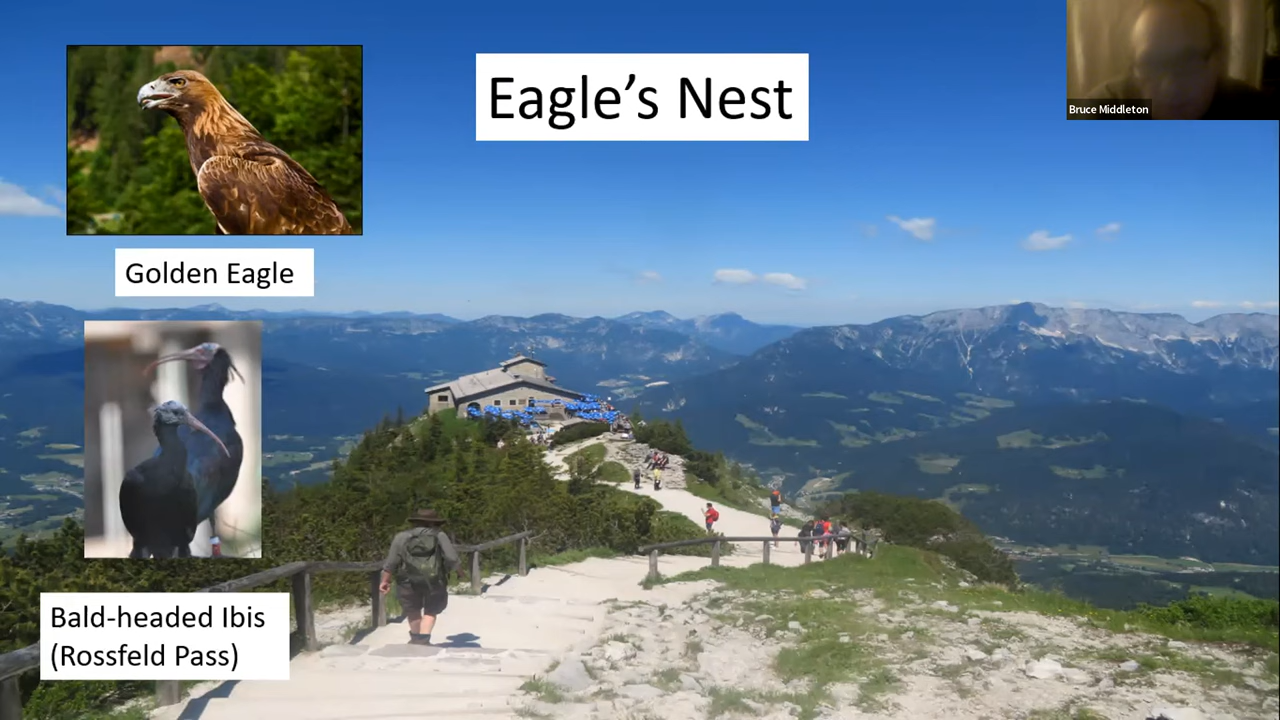 Eagle’s Nest
Bruce Middleton
Golden Eagle
Bald-headed Ibis
(Rossfeld Pass)